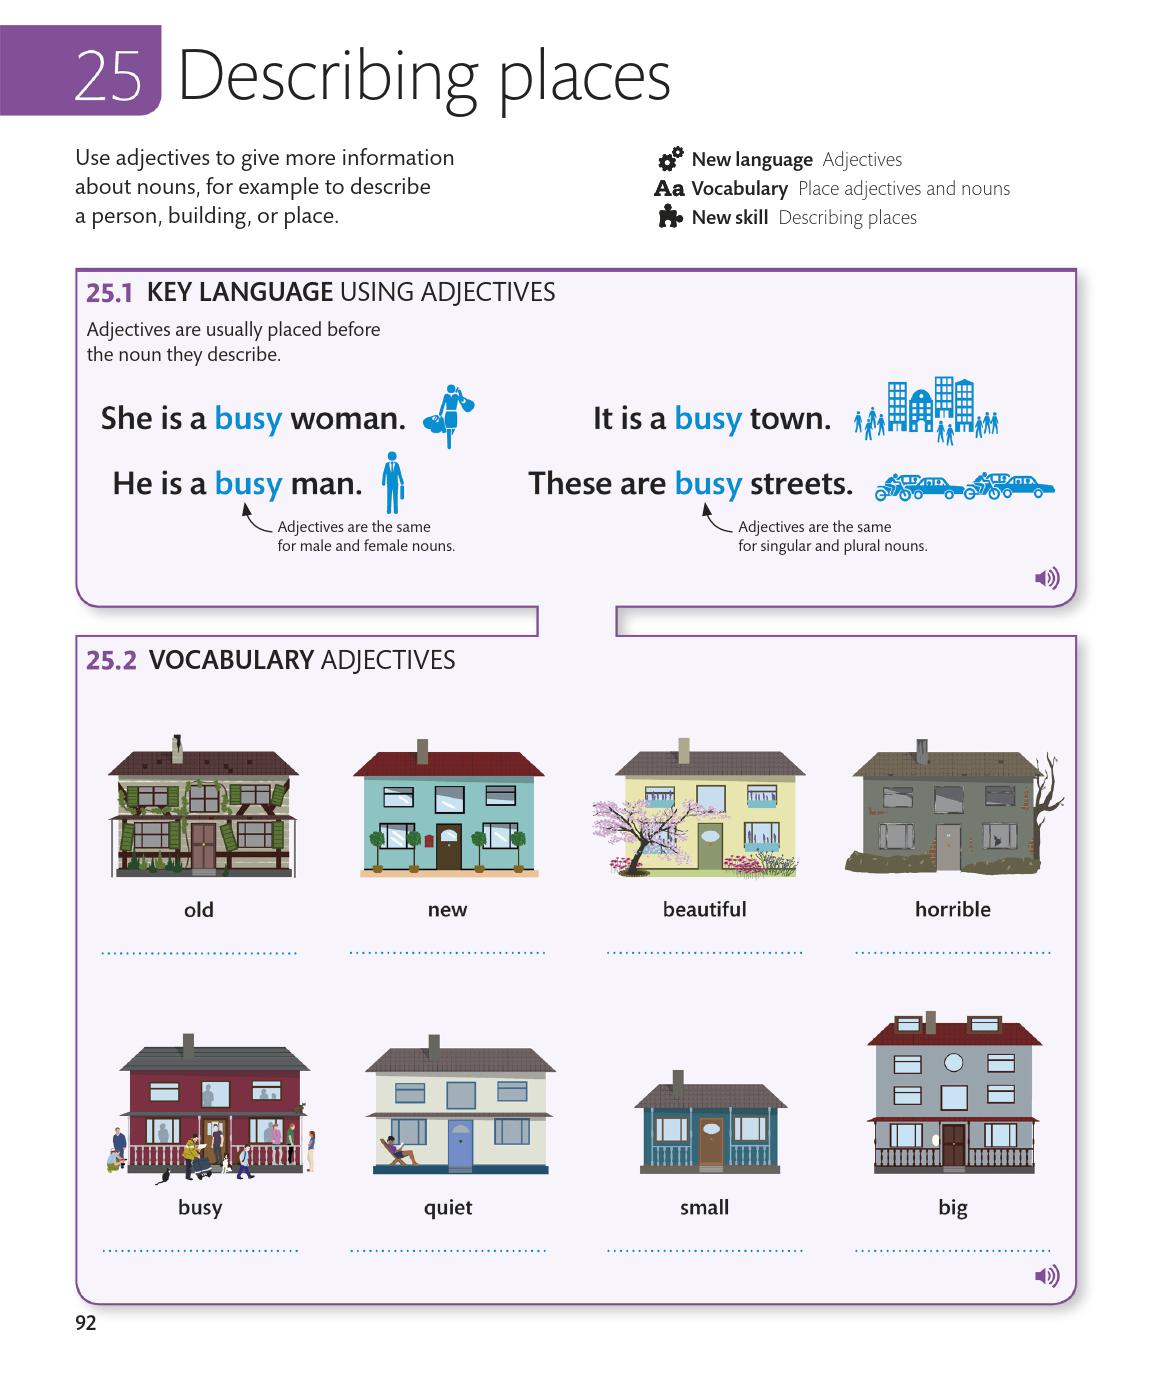 25 Describing places
Use adjectives to give more information
about nouns, for example to describe
a person, building, or place.
New language Adjectives
Aa Vocabulary Place adjectives and nouns
New skill Describing places
25.1 KEY LANGUAGE USING ADJECTIVES
Adjectives are usually placed before
the noun they describe.
She is a busy woman.
It is a busy town.
He is a busy man.
These are busy streets.
Adjectives are the same
for male and female nouns.
Adjectives are the same
for singular and plural nouns.
25.2 VOCABULARY ADJECTIVES
old
new
beautiful
horrible
busy
quiet
small
big
92